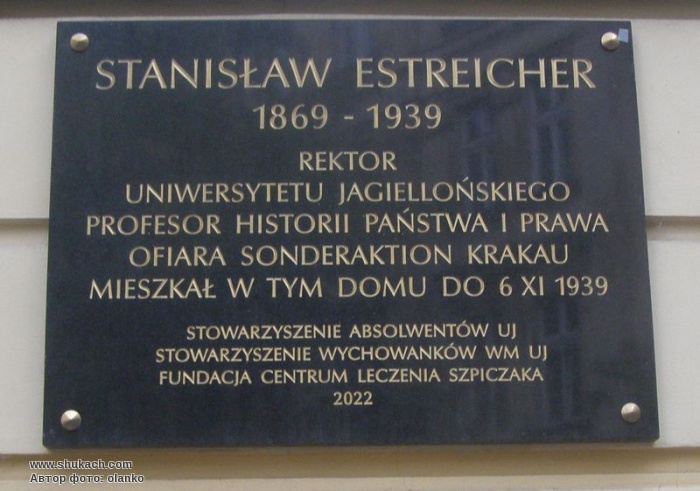 STANISŁAW ESTREICHER
1869 - 1939
REKTOR
UNIWERSYTETU JAGIELLOŃSKIEGO
PROFESOR HISTORII PAŃSTWA I PRAWA
OFIARA SONDERAKTION KRAKAU
MIESZKAŁ W TYM DOMU DO 6 XI 1939
STOWARZYSZENIE ABSOLWENTÓW UJ
STOWARZYSZENIE WYCHOWANKÓW WM UJ
FUNDACJA CENTRUM LECZENIA SZPICZAKA
2022
www.shukach.com
Автор фото: olanko